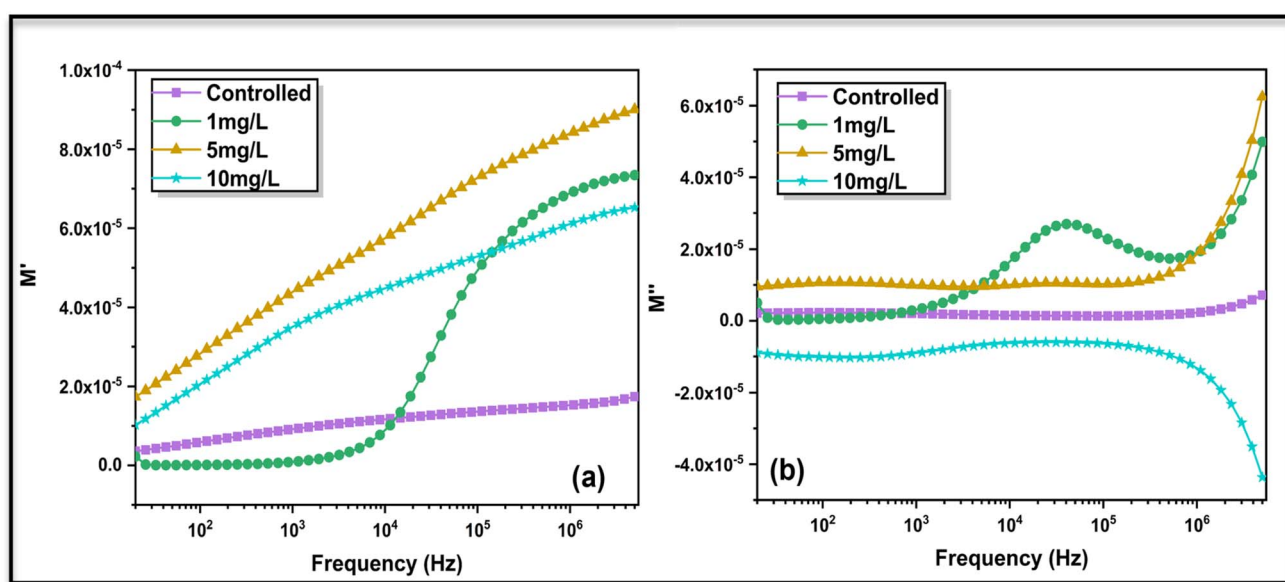 1.0x10⁻⁴
8.0x10⁻⁵
6.0x10⁻⁵
4.0x10⁻⁵
2.0x10⁻⁵
0.0
M'
Controlled
1mg/L
5mg/L
10mg/L
(a)
10² 10³ 10⁴ 10⁵ 10⁶
Frequency (Hz)
6.0x10⁻⁵
4.0x10⁻⁵
2.0x10⁻⁵
0.0
-2.0x10⁻⁵
-4.0x10⁻⁵
M''
Controlled
1mg/L
5mg/L
10mg/L
(b)
10² 10³ 10⁴ 10⁵ 10⁶
Frequency (Hz)